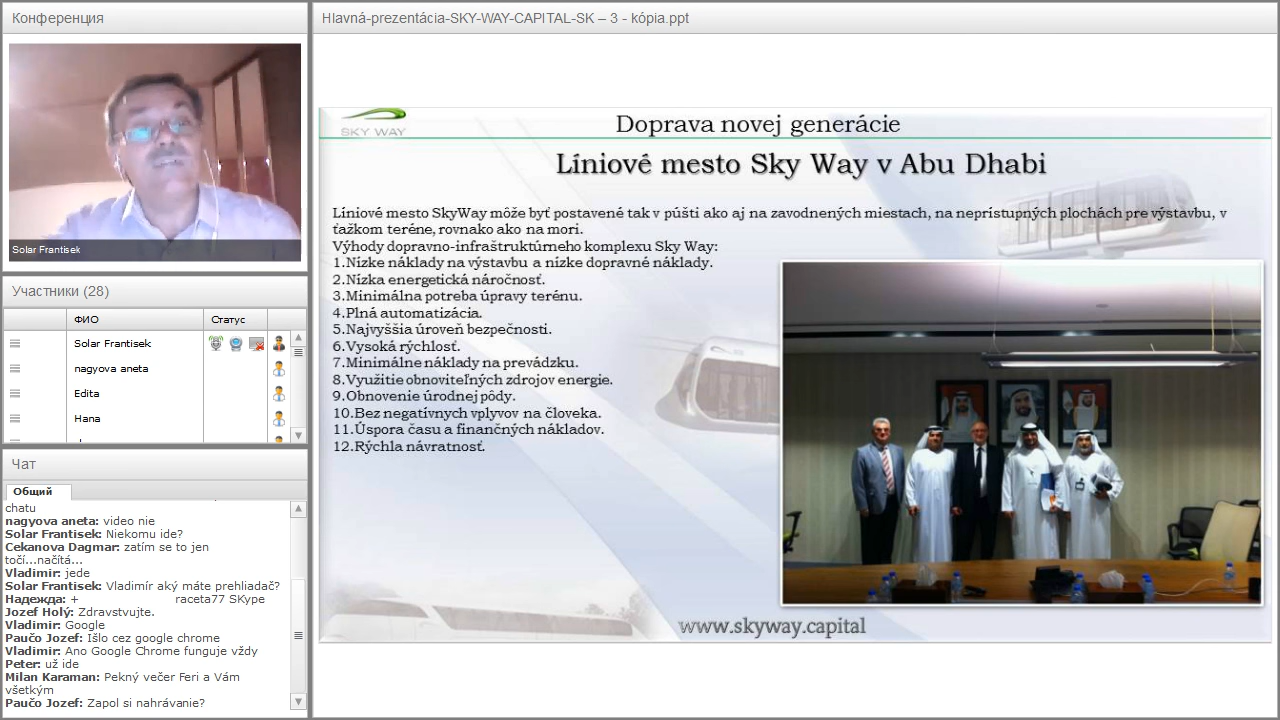 Конференция
Solar Frantisek
Участники (28)
ФИО
Статус
Solar Frantisek
nagyova aneta
Edita
Hana
Чат
Общий
chatu
nagyova aneta: video nie
Solar Frantisek: Niekomu ide?
Cekanova Dagmar: zatím se to jen
točí...načítá...
Vladimir: jede
Solar Frantisek: Vladimír aký máte prehliadač?
Надежда: + raceta77 SKype
Jozef Holý: Zdravstvujte.
Vladimir: Google
Paučo Jozef: Išlo cez google chrome
Vladimir: Ano Google Chrome funguje vždy
Peter: už ide
Milan Karaman: Pekný večer Feri a Vám
všetkým
Paučo Jozef: Zapol si nahrávanie?
Hlavná-prezentácia-SKY-WAY-CAPITAL-SK – 3 - kópia.ppt
SKY WAY
Doprava novej generácie
Líniové mesto Sky Way v Abu Dhabi
Líniové mesto SkyWay môže byť postavené tak v púšti ako aj na zavodnených miestach, na neprístupných plochách pre výstavbu, v
ťažkom teréne, rovnako ako na mori.
Výhody dopravno-infraštruktúrneho komplexu Sky Way:
1.Nízke náklady na výstavbu a nízke dopravné náklady.
2.Nízka energetická náročnosť.
3.Minimálna potreba úpravy terénu.
4.Plná automatizácia.
5.Najvyššia úroveň bezpečnosti.
6.Vysoká rýchlosť.
7.Minimálne náklady na prevádzku.
8.Využitie obnoviteľných zdrojov energie.
9.Obnovenie úrodnej pôdy.
10.Bez negatívnych vplyvov na človeka.
11.Úspora času a finančných nákladov.
12.Rýchla návratnosť.
www.skyway.capital